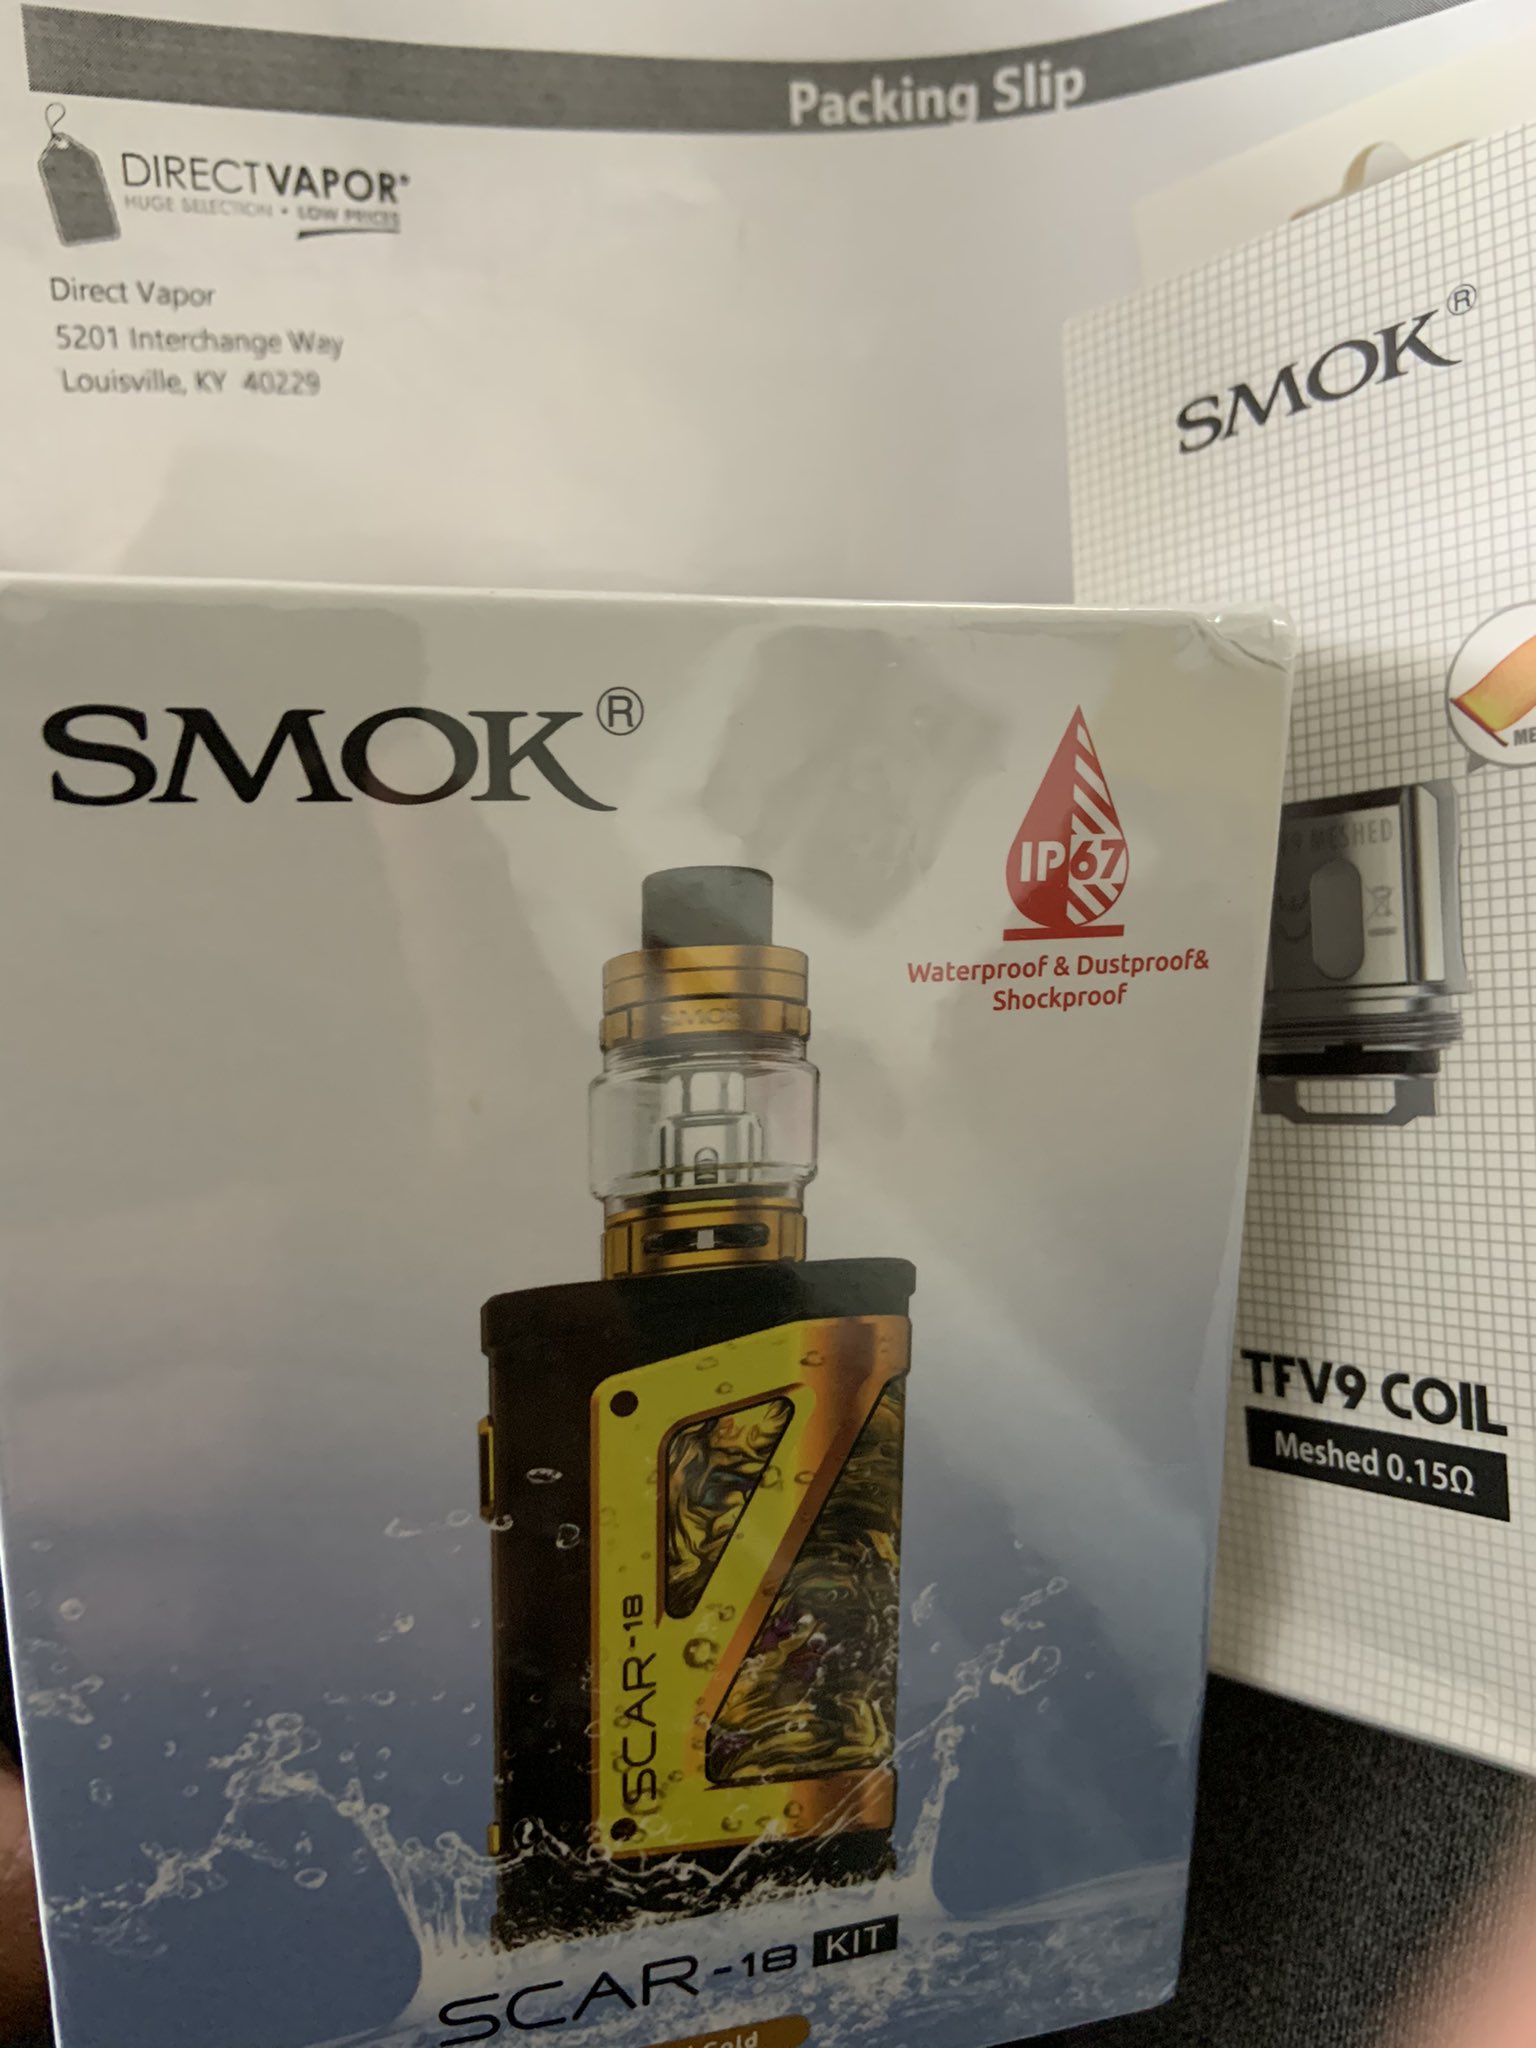 Packing Slip
DIRECTVAPOR®
HUGE SELECTION • LOW PRICES
Direct Vapor
5201 Interchange Way
Louisville, KY 40229
SMOK®
MESHED
TFV9 COIL
Meshed 0.15Ω
SMOK®
IP67
Waterproof & Dustproof&
Shockproof
SMOK
SCAR-18
SCAR-18 KIT
Gold